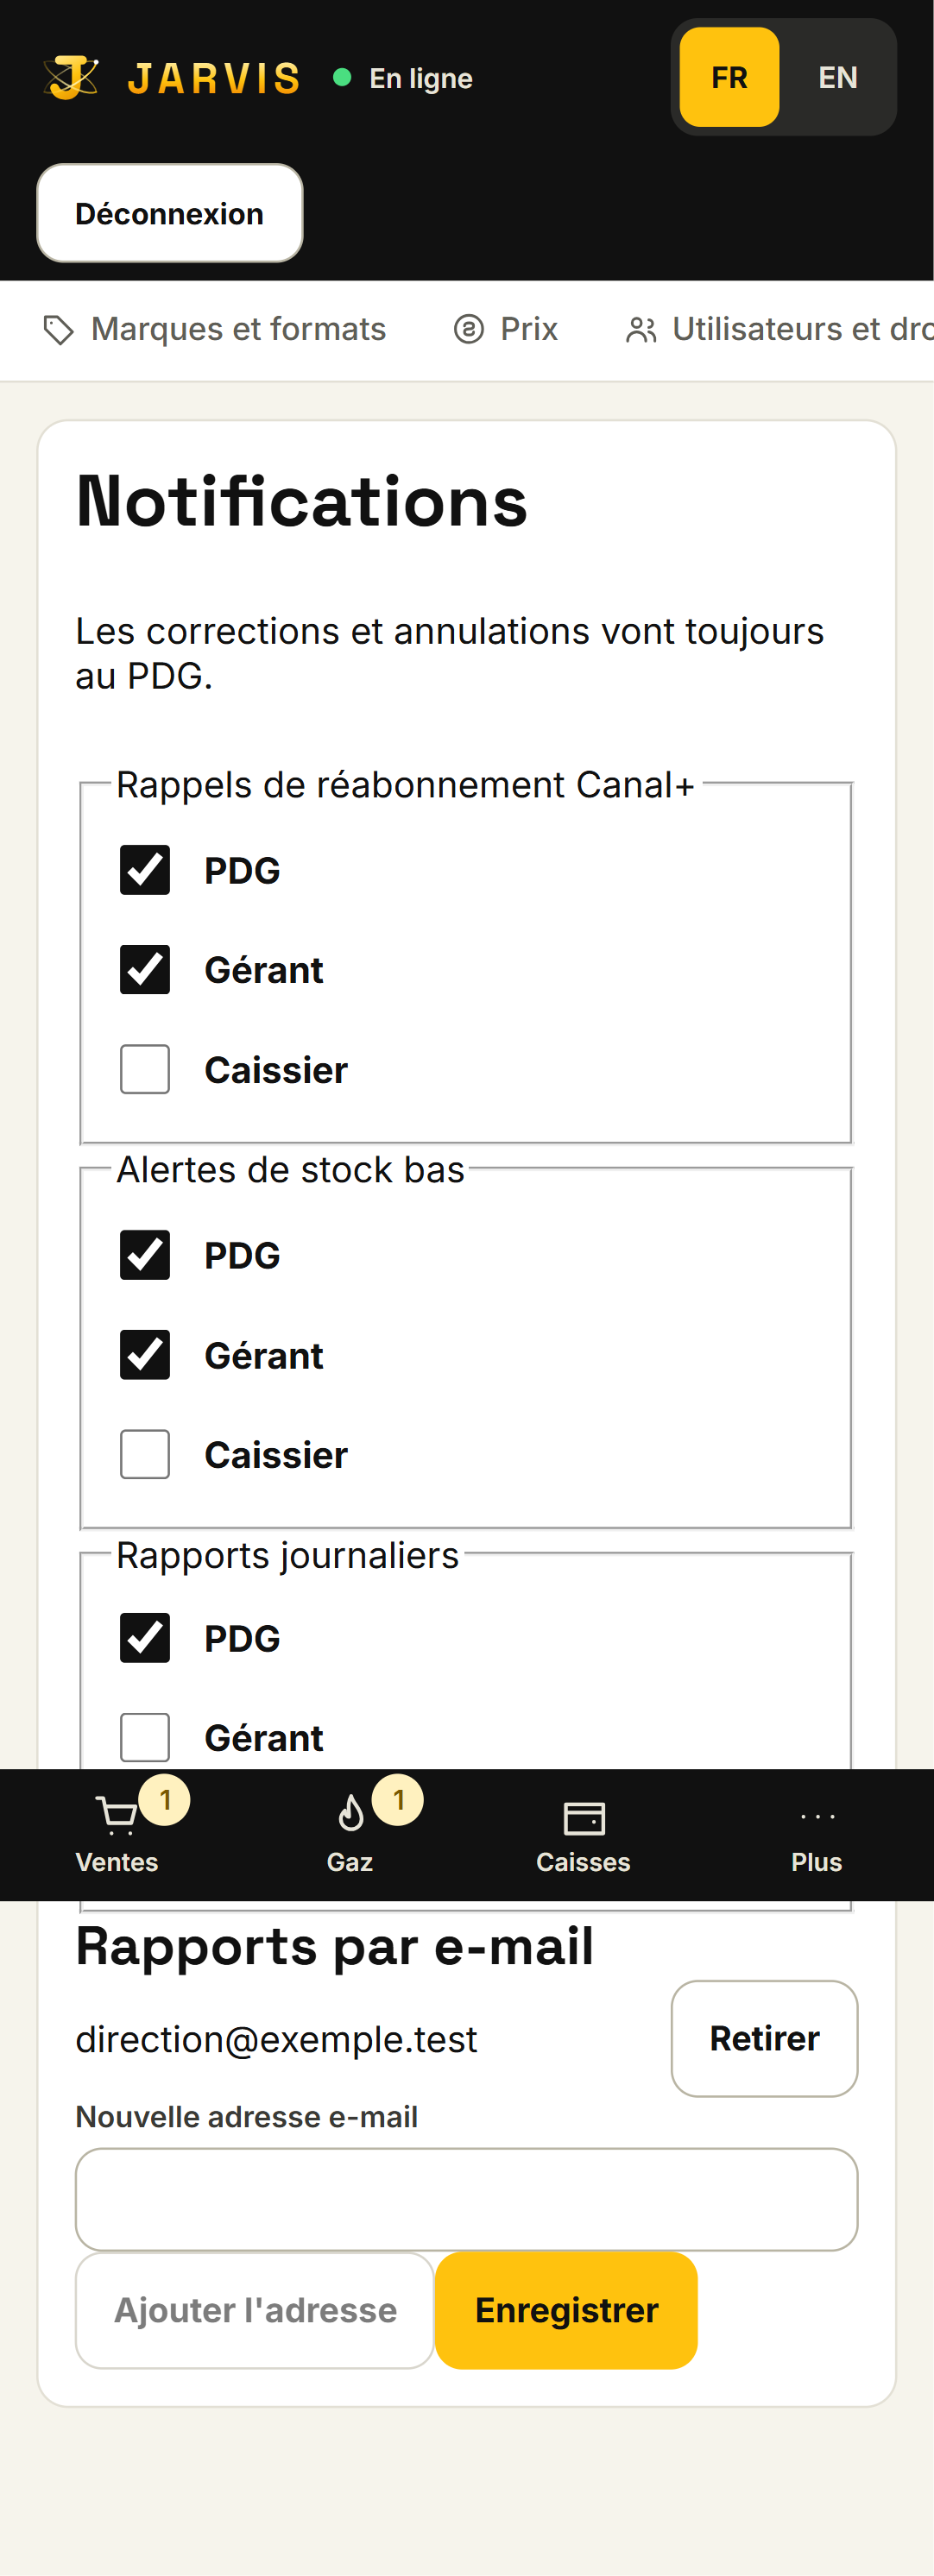 JARVIS
En ligne
FR
EN
Déconnexion
Marques et formats
Prix
Utilisateurs et dro
Notifications
Les corrections et annulations vont toujours
au PDG.
Rappels de réabonnement Canal+
PDG
Gérant
Caissier
Alertes de stock bas
PDG
Gérant
Caissier
Rapports journaliers
PDG
Gérant
1
1
Ventes
Gaz
Caisses
Plus
Rapports par e-mail
direction@exemple.test
Retirer
Nouvelle adresse e-mail
Ajouter l'adresse
Enregistrer